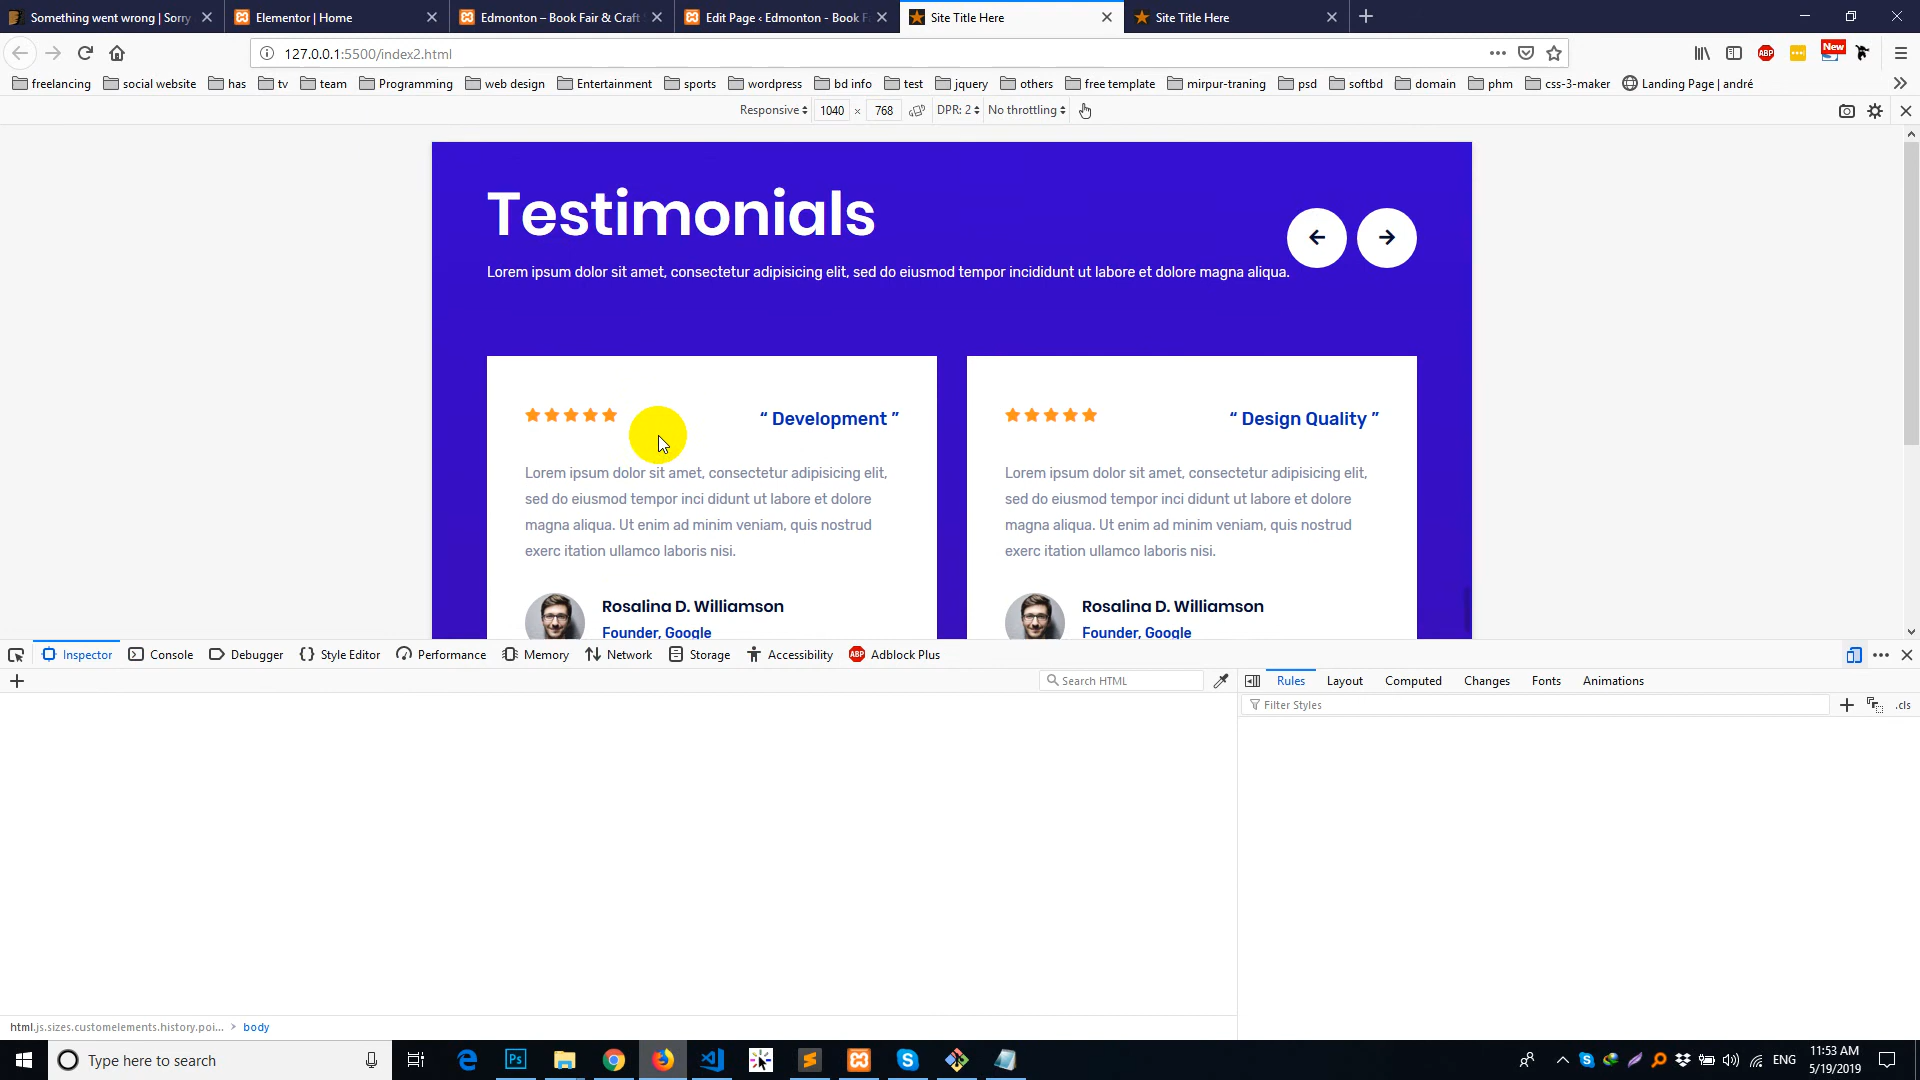 Something went wrong | Sorry
Elementor | Home
Edmonton – Book Fair & Craft
Edit Page ‹ Edmonton - Book F
Site Title Here
Site Title Here
127.0.0.1:5500/index2.html
New
ABP
freelancing
social website
has
tv
team
Programming
web design
Entertainment
sports
wordpress
bd info
test
jquery
others
free template
mirpur-traning
psd
softbd
domain
phm
css-3-maker
Landing Page | andré
Responsive
1040 × 768
DPR: 2
No throttling
Testimonials
Lorem ipsum dolor sit amet, consectetur adipisicing elit, sed do eiusmod tempor incididunt ut labore et dolore magna aliqua.
“ Development ”
Lorem ipsum dolor sit amet, consectetur adipisicing elit,
sed do eiusmod tempor inci didunt ut labore et dolore
magna aliqua. Ut enim ad minim veniam, quis nostrud
exerc itation ullamco laboris nisi.
Rosalina D. Williamson
Founder, Google
“ Design Quality ”
Lorem ipsum dolor sit amet, consectetur adipisicing elit,
sed do eiusmod tempor inci didunt ut labore et dolore
magna aliqua. Ut enim ad minim veniam, quis nostrud
exerc itation ullamco laboris nisi.
Rosalina D. Williamson
Founder, Google
Inspector
Console
Debugger
Style Editor
Performance
Memory
Network
Storage
Accessibility
ABP
Adblock Plus
Search HTML
Rules
Layout
Computed
Changes
Fonts
Animations
Filter Styles
.cls
html.js.sizes.customelements.history.poi... > body
Type here to search
Ps
ENG
11:53 AM
5/19/2019